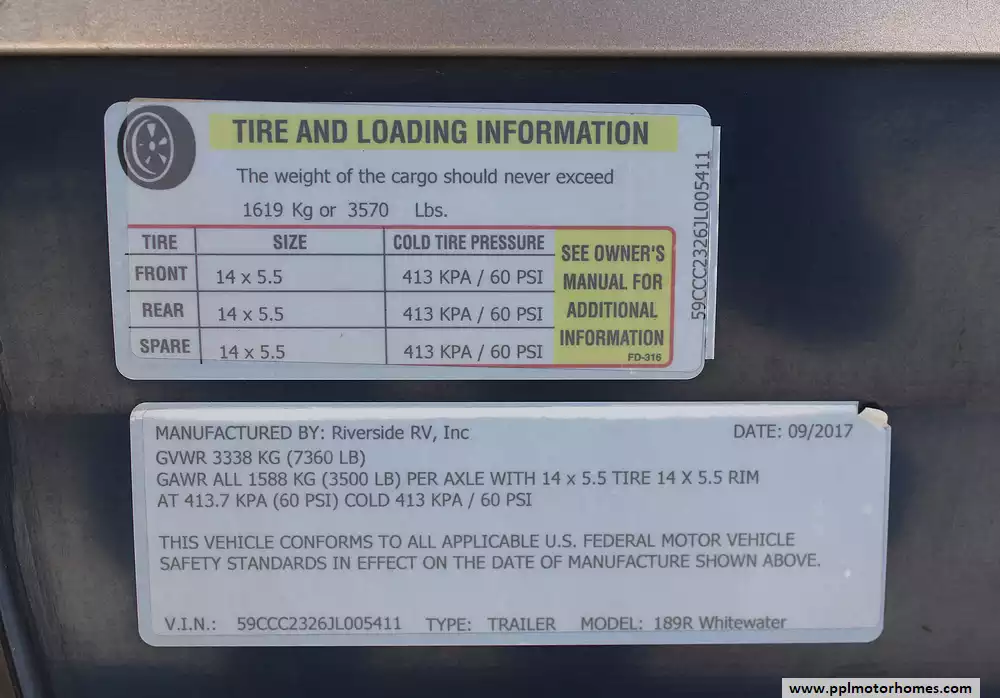 TIRE AND LOADING INFORMATION
The weight of the cargo should never exceed
1619 Kg or 3570 Lbs.
TIRE SIZE COLD TIRE PRESSURE
FRONT 14 x 5.5 413 KPA / 60 PSI
REAR 14 x 5.5 413 KPA / 60 PSI
SPARE 14 x 5.5 413 KPA / 60 PSI
SEE OWNER'S
MANUAL FOR
ADDITIONAL
INFORMATION
FD-316
59CCC2326JL005411
MANUFACTURED BY: Riverside RV, Inc DATE: 09/2017
GVWR 3338 KG (7360 LB)
GAWR ALL 1588 KG (3500 LB) PER AXLE WITH 14 x 5.5 TIRE 14 X 5.5 RIM
AT 413.7 KPA (60 PSI) COLD 413 KPA / 60 PSI
THIS VEHICLE CONFORMS TO ALL APPLICABLE U.S. FEDERAL MOTOR VEHICLE
SAFETY STANDARDS IN EFFECT ON THE DATE OF MANUFACTURE SHOWN ABOVE.
V.I.N.: 59CCC2326JL005411 TYPE: TRAILER MODEL: 189R Whitewater
www.pplmotorhomes.com